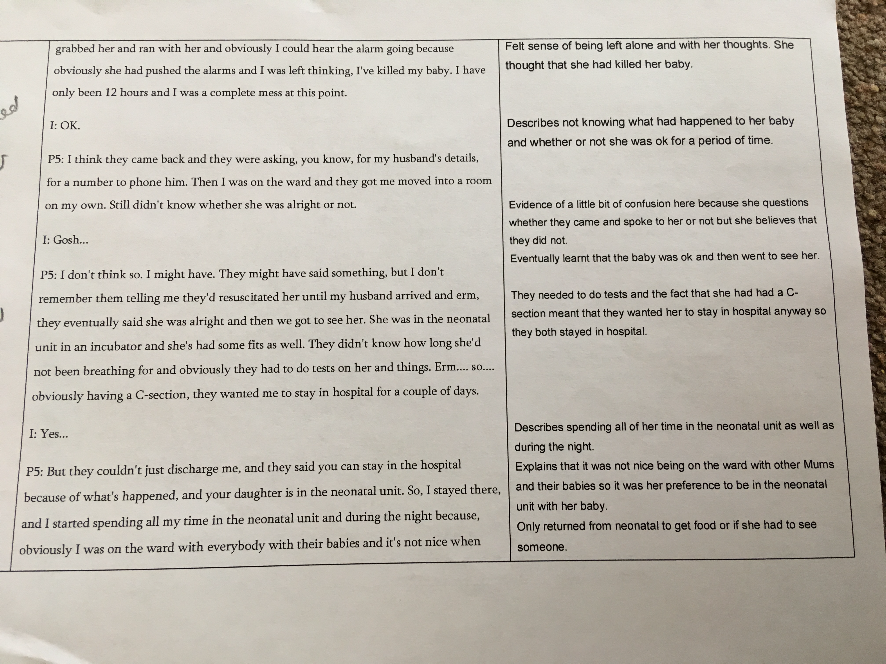 grabbed her and ran with her and obviously I could hear the alarm going because
obviously she had pushed the alarms and I was left thinking, I've killed my baby. I have
only been 12 hours and I was a complete mess at this point.
I: OK.
P5: I think they came back and they were asking, you know, for my husband's details,
for a number to phone him. Then I was on the ward and they got me moved into a room
on my own. Still didn't know whether she was alright or not.
I: Gosh...
P5: I don't think so. I might have. They might have said something, but I don't
remember them telling me they'd resuscitated her until my husband arrived and erm,
they eventually said she was alright and then we got to see her. She was in the neonatal
unit in an incubator and she's had some fits as well. They didn't know how long she'd
not been breathing for and obviously they had to do tests on her and things. Erm.... so....
obviously having a C-section, they wanted me to stay in hospital for a couple of days.
I: Yes...
P5: But they couldn't just discharge me, and they said you can stay in the hospital
because of what's happened, and your daughter is in the neonatal unit. So, I stayed there,
and I started spending all my time in the neonatal unit and during the night because,
obviously I was on the ward with everybody with their babies and it's not nice when
Felt sense of being left alone and with her thoughts. She
thought that she had killed her baby.
Describes not knowing what had happened to her baby
and whether or not she was ok for a period of time.
Evidence of a little bit of confusion here because she questions
whether they came and spoke to her or not but she believes that
they did not.
Eventually learnt that the baby was ok and then went to see her.
They needed to do tests and the fact that she had had a C-
section meant that they wanted her to stay in hospital anyway so
they both stayed in hospital.
Describes spending all of her time in the neonatal unit as well as
during the night.
Explains that it was not nice being on the ward with other Mums
and their babies so it was her preference to be in the neonatal
unit with her baby.
Only returned from neonatal to get food or if she had to see
someone.